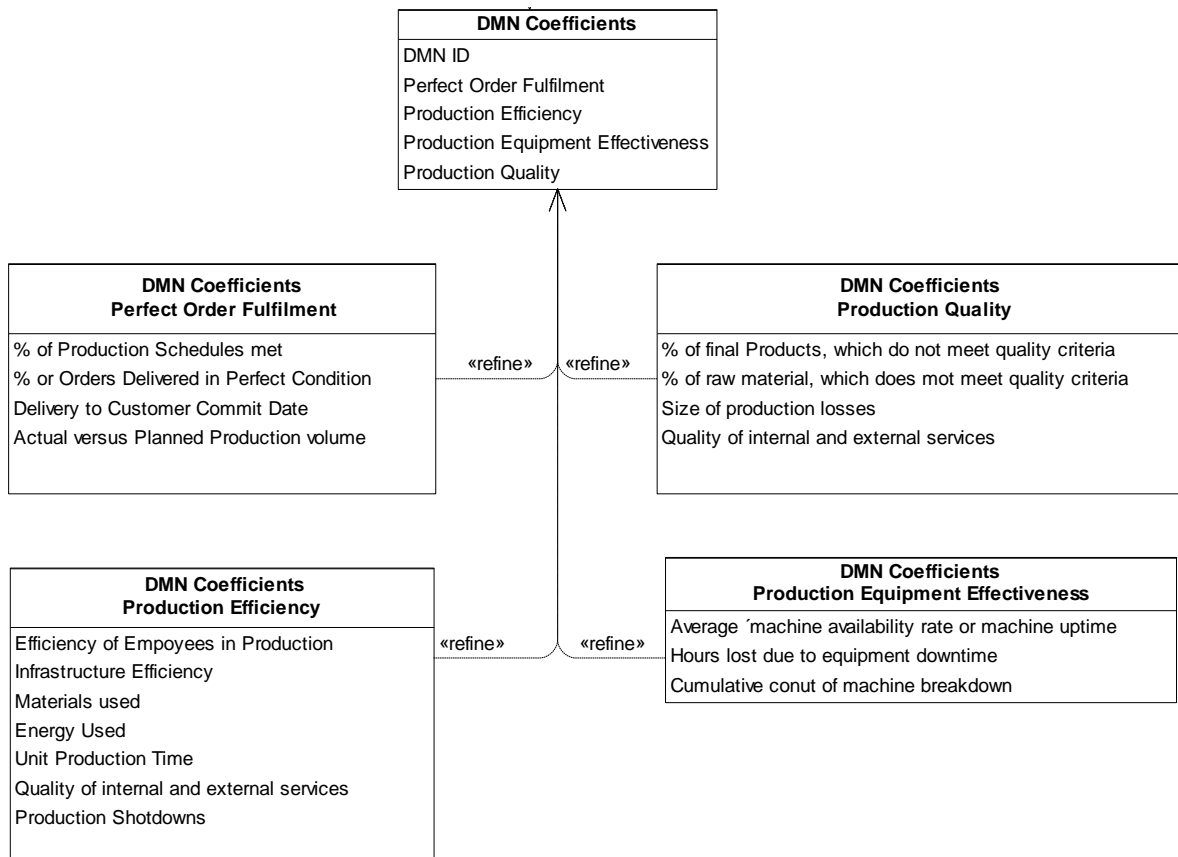 DMN Coefficients
DMN ID
Perfect Order Fulfilment
Production Efficiency
Production Equipment Effectiveness
Production Quality
DMN Coefficients
Perfect Order Fulfilment
% of Production Schedules met
% or Orders Delivered in Perfect Condition
Delivery to Customer Commit Date
Actual versus Planned Production volume
«refine»
«refine»
DMN Coefficients
Production Quality
% of final Products, which do not meet quality criteria
% of raw material, which does mot meet quality criteria
Size of production losses
Quality of internal and external services
DMN Coefficients
Production Efficiency
Efficiency of Empoyees in Production
Infrastructure Efficiency
Materials used
Energy Used
Unit Production Time
Quality of internal and external services
Production Shotdowns
«refine»
«refine»
DMN Coefficients
Production Equipment Effectiveness
Average ´machine availability rate or machine uptime
Hours lost due to equipment downtime
Cumulative conut of machine breakdown